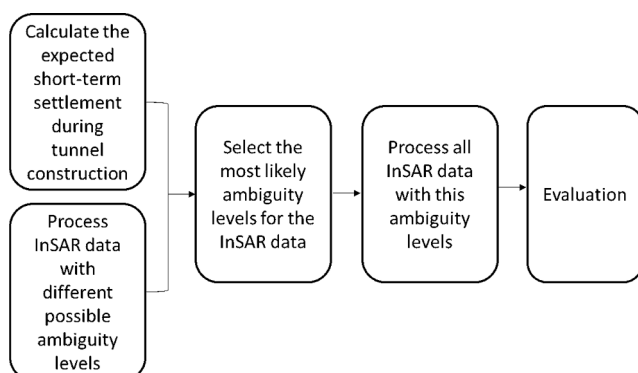 Calculate the
expected
short-term
settlement
during
tunnel
construction
Process
InSAR data
with
different
possible
ambiguity
levels
Select the
most likely
ambiguity
levels for the
InSAR data
Process all
InSAR data
with this
ambiguity
levels
Evaluation